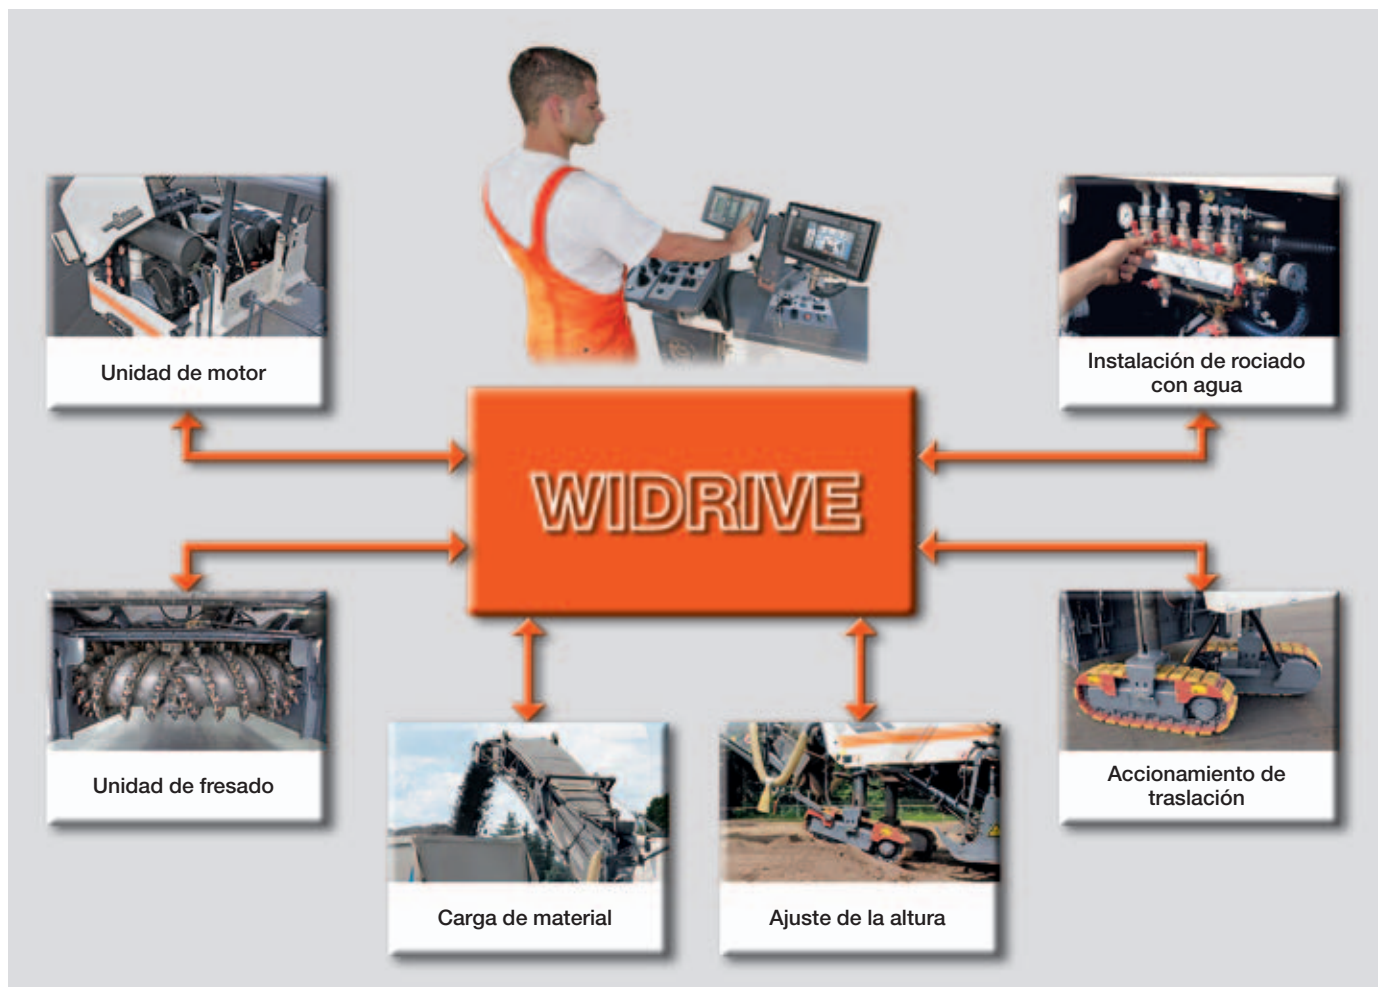 Unidad de motor
Instalación de rociado
con agua
WIDRIVE
Unidad de fresado
Accionamiento de
traslación
Carga de material
Ajuste de la altura